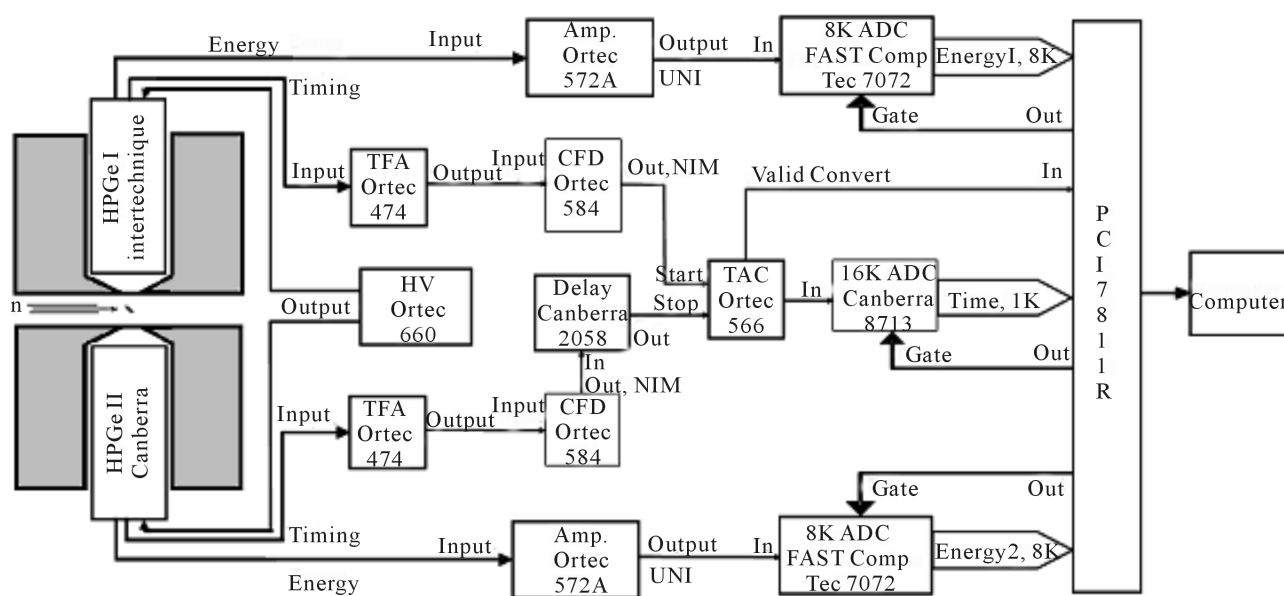 Energy
Input
Amp.
Ortec
572A
Output
UNI
In
8K ADC
FAST Comp
Tec 7072
EnergyI, 8K
Gate
Out
Timing
HPGe I
intertechnique
Input
TFA
Ortec
474
Output
Input
CFD
Ortec
584
Out,NIM
Valid Convert
In
n
Output
HV
Ortec
660
Delay
Canberra
2058
Start
Stop
Out
TAC
Ortec
566
In
16K ADC
Canberra
8713
Time, 1K
Gate
Out
PCI7811R
Computer
In
Out, NIM
HPGe II
Canberra
Input
TFA
Ortec
474
Output
Input
CFD
Ortec
584
Timing
Energy
Input
Amp.
Ortec
572A
Output
UNI
In
Gate
Out
8K ADC
FAST Comp
Tec 7072
Energy2, 8K